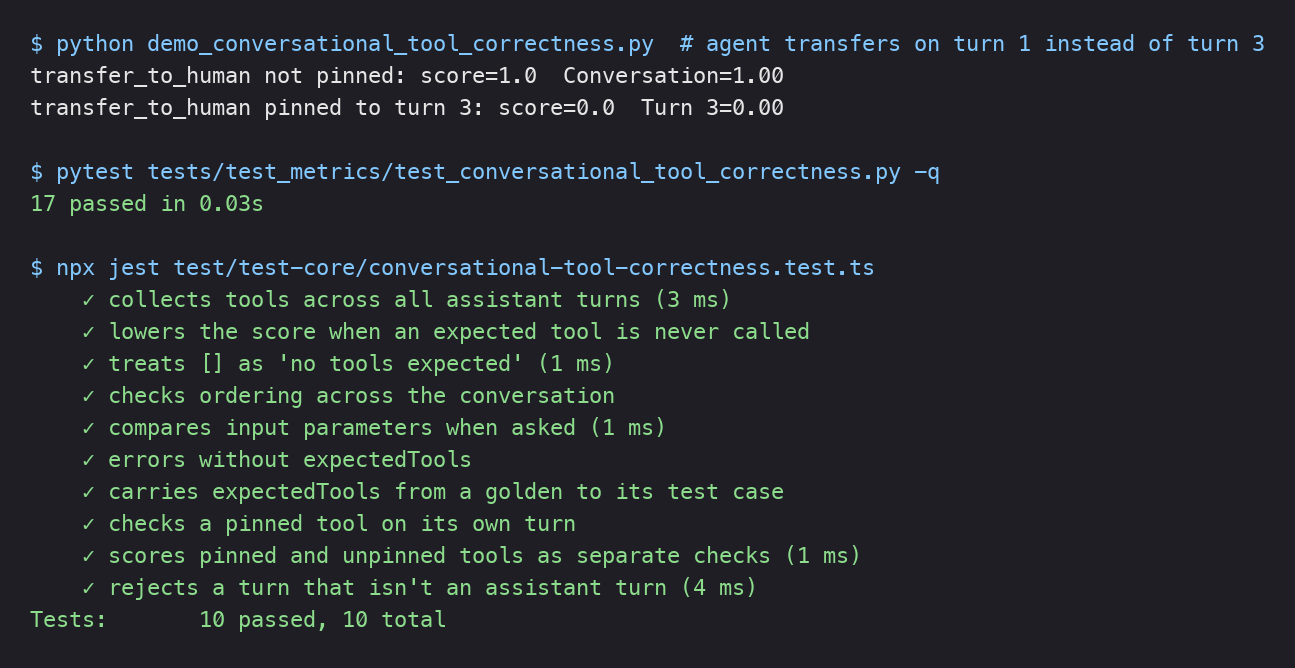 $ python demo_conversational_tool_correctness.py  # agent transfers on turn 1 instead of turn 3
transfer_to_human not pinned: score=1.0  Conversation=1.00
transfer_to_human pinned to turn 3: score=0.0  Turn 3=0.00
$ pytest tests/test_metrics/test_conversational_tool_correctness.py -q
17 passed in 0.03s
$ npx jest test/test-core/conversational-tool-correctness.test.ts
✓ collects tools across all assistant turns (3 ms)
✓ lowers the score when an expected tool is never called
✓ treats [] as 'no tools expected' (1 ms)
✓ checks ordering across the conversation
✓ compares input parameters when asked (1 ms)
✓ errors without expectedTools
✓ carries expectedTools from a golden to its test case
✓ checks a pinned tool on its own turn
✓ scores pinned and unpinned tools as separate checks (1 ms)
✓ rejects a turn that isn't an assistant turn (4 ms)
Tests:       10 passed, 10 total